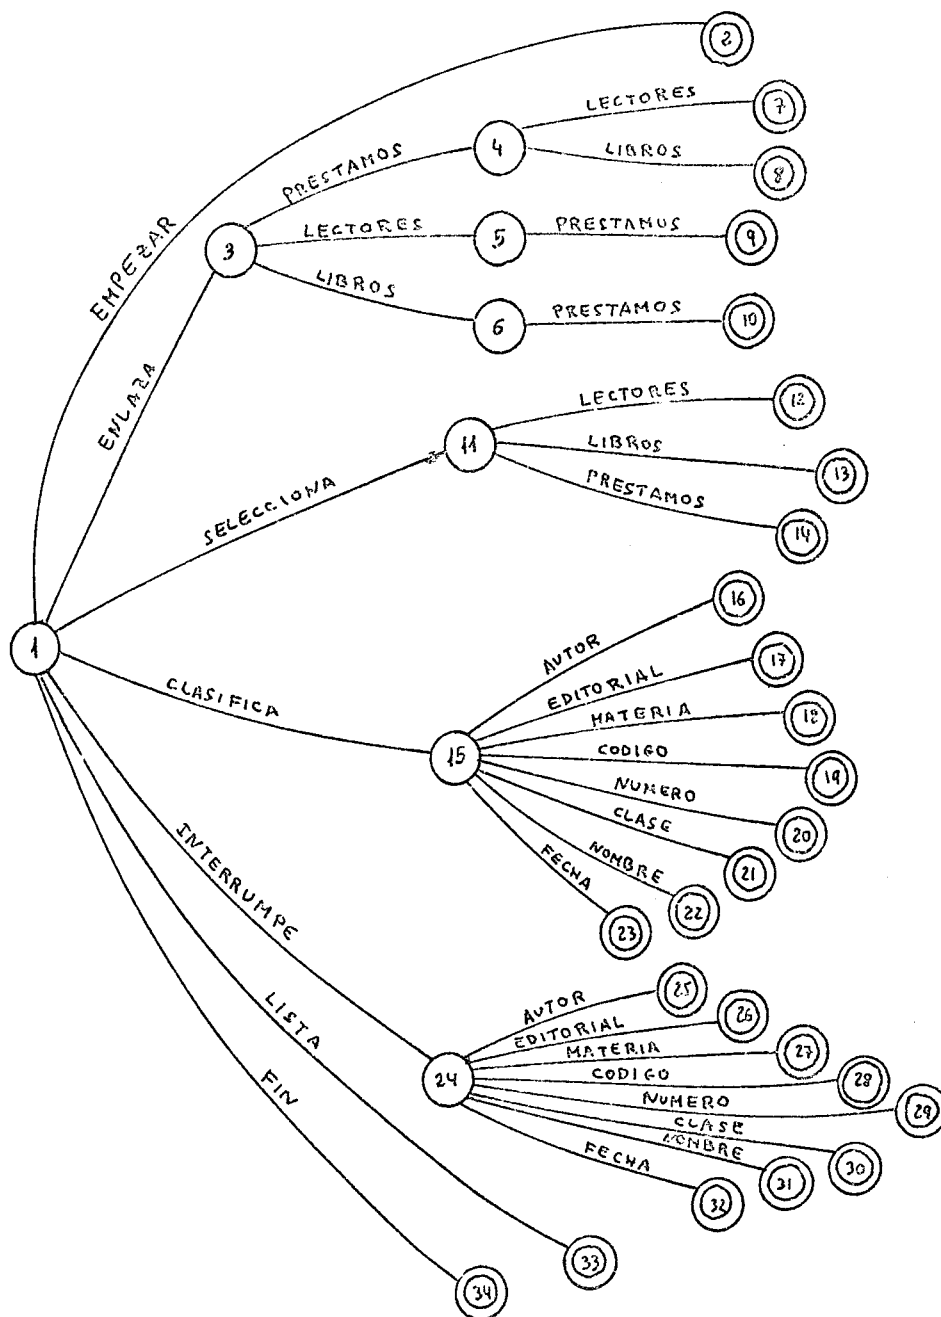 2
EMPEZAR
LECTORES
7
PRESTAMOS
4
LIBROS
8
3
LECTORES
5
PRESTAMUS
9
LIBROS
6
PRESTAMOS
10
ENLAZA
LECTORES
12
SELECCIONA
11
LIBROS
13
PRESTAMOS
14
1
CLASIFICA
15
AUTOR
16
EDITORIAL
17
MATERIA
18
CODIGO
19
NUMERO
20
CLASE
21
NOMBRE
22
FECHA
23
INTERRUMPE
24
AUTOR
25
EDITORIAL
26
MATERIA
27
CODIGO
28
NUMERO
29
CLASE
30
NOMBRE
31
FECHA
32
LISTA
33
FIN
34